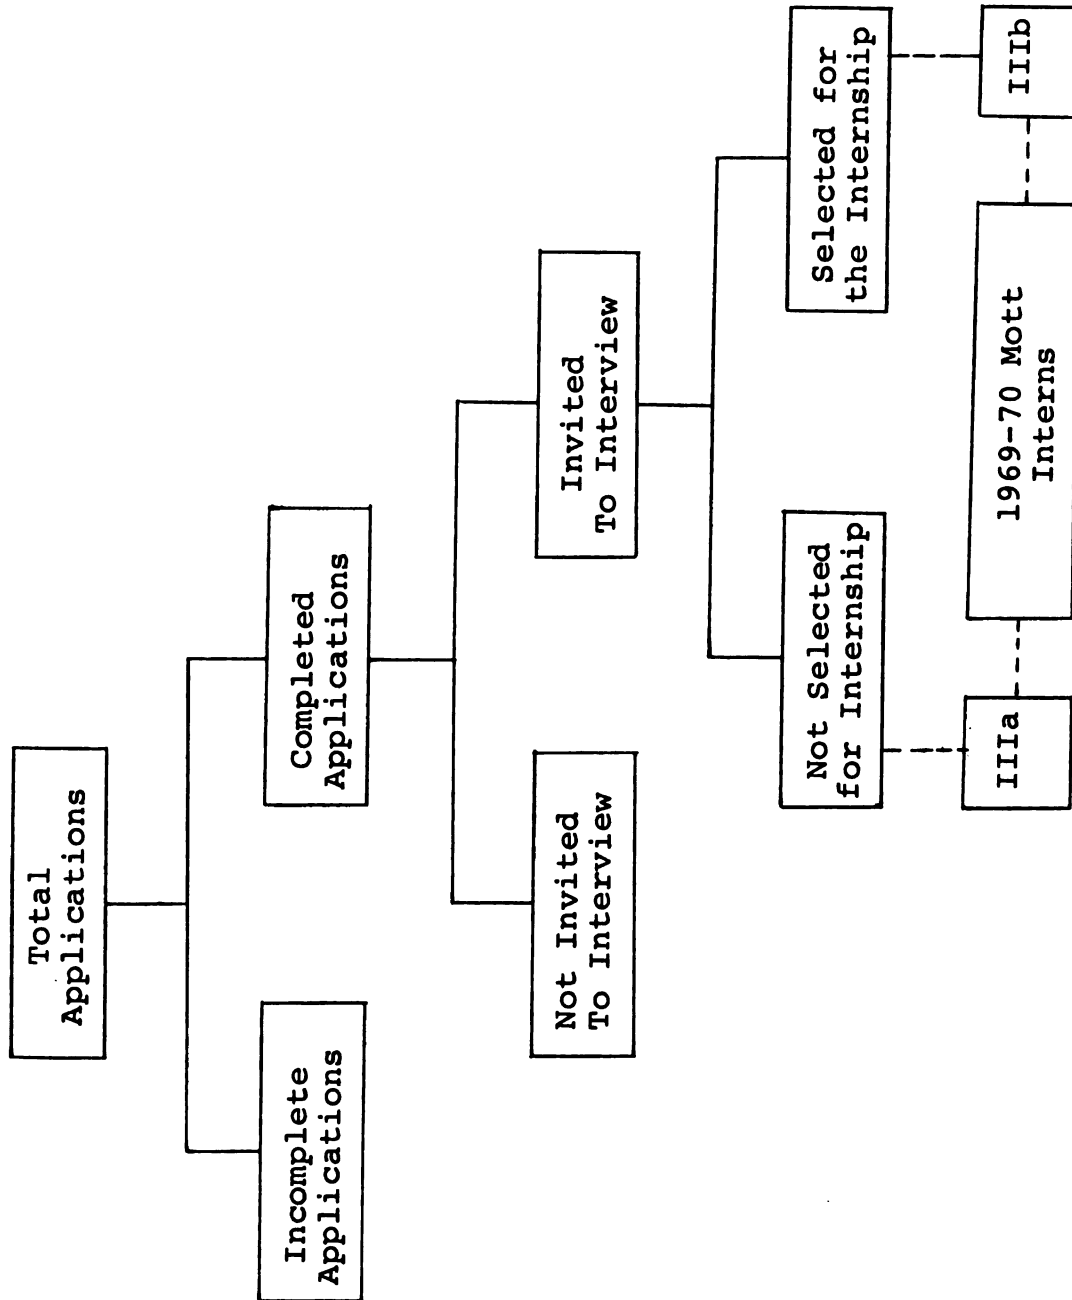 Total
Applications
Incomplete
Applications
Completed
Applications
Not Invited
To Interview
Invited
To Interview
Not Selected
for Internship
Selected for
the Internship
IIIa
1969-70 Mott
Interns
IIIb